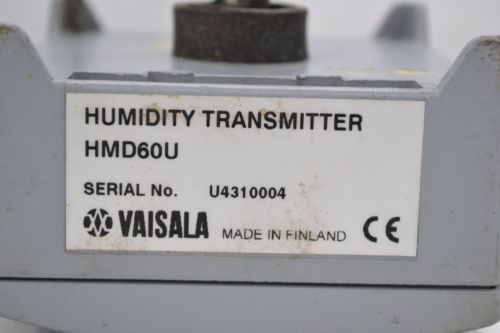 HUMIDITY TRANSMITTER
HMD60U
SERIAL No. U4310004
VAISALA MADE IN FINLAND CE